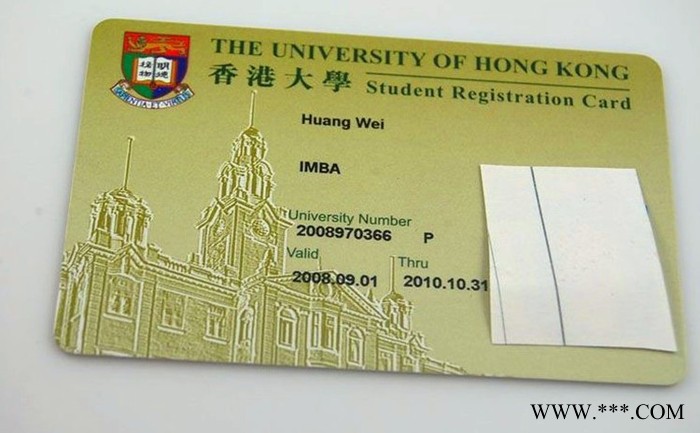 THE UNIVERSITY OF HONG KONG
香港大學 Student Registration Card
Huang Wei
IMBA
University Number
2008970366 P
Valid Thru
2008.09.01 2010.10.31
WWW.***.COM